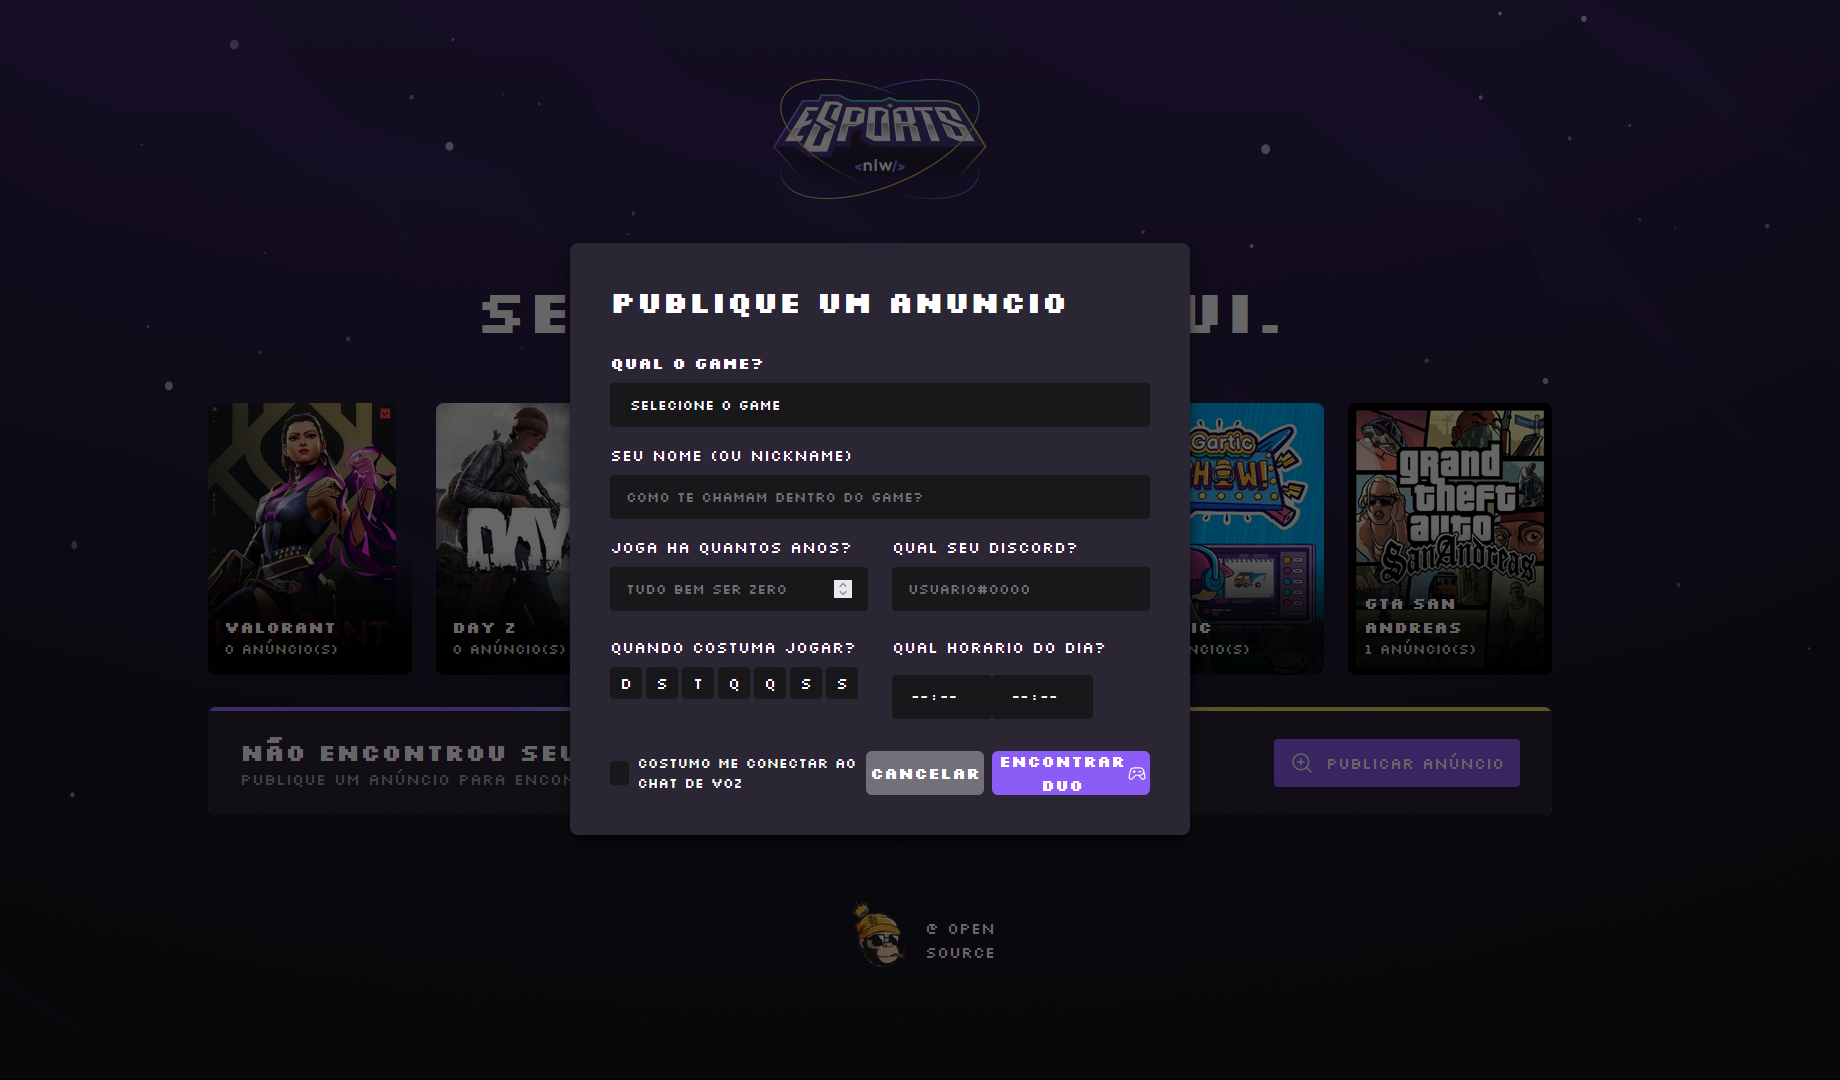 ESPORTS
<nlw/>
SE
UI.
PUBLIQUE UM ANUNCIO
QUAL O GAME?
SELECIONE O GAME
SEU NOME (OU NICKNAME)
COMO TE CHAMAM DENTRO DO GAME?
JOGA HA QUANTOS ANOS?
QUAL SEU DISCORD?
TUDO BEM SER ZERO
USUARIO#0000
QUANDO COSTUMA JOGAR?
QUAL HORARIO DO DIA?
D S T Q Q S S
--:-- --:--
COSTUMO ME CONECTAR AO
CHAT DE VOZ
CANCELAR
ENCONTRAR
DUO
VALORANT
0 ANÚNCIO(S)
DAY
DAY Z
0 ANÚNCIO(S)
Gartic
SHOW!
IC
NCIO(S)
grand
theft
auto
San Andreas
GTA SAN
ANDREAS
1 ANÚNCIO(S)
NÃO ENCONTROU SEU
PUBLIQUE UM ANÚNCIO PARA ENCON
PUBLICAR ANÚNCIO
@ OPEN
SOURCE